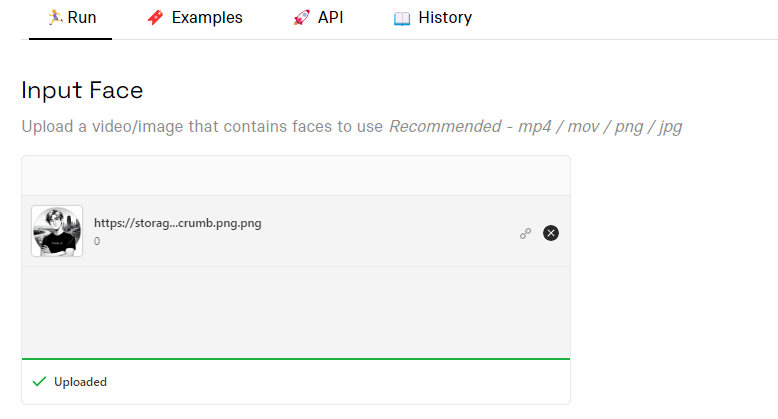 Run Examples API History
Input Face
Upload a video/image that contains faces to use Recommended - mp4 / mov / png / jpg
https://storag...crumb.png.png
0
Uploaded